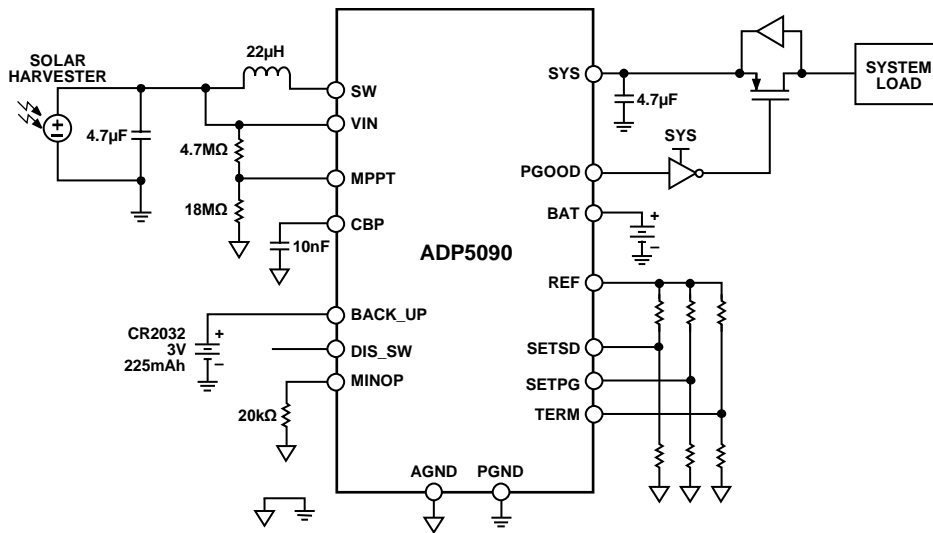 SOLAR
HARVESTER
+
−
4.7µF
22µH
4.7MΩ
18MΩ
10nF
CR2032
3V
225mAh
+
−
20kΩ
SW
VIN
MPPT
CBP
BACK_UP
DIS_SW
MINOP
ADP5090
AGND
PGND
SYS
PGOOD
BAT
REF
SETSD
SETPG
TERM
4.7µF
SYS
+
−
SYSTEM
LOAD